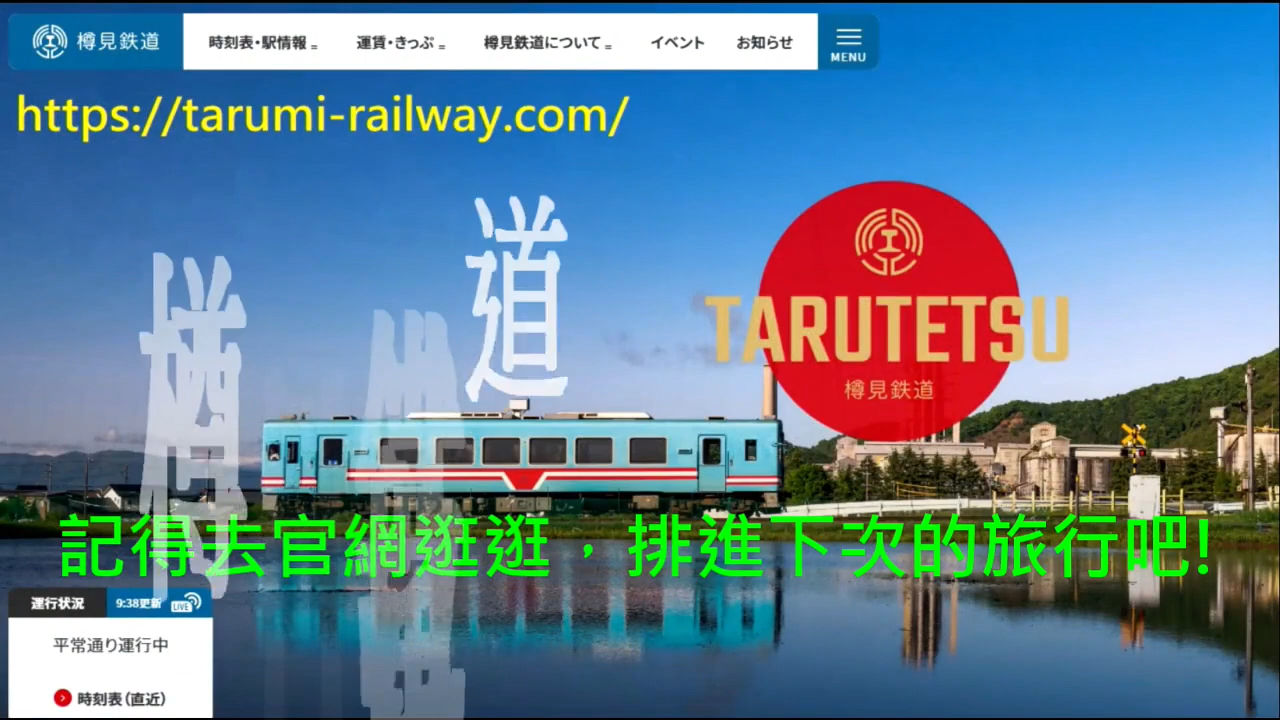 樽見鉄道
時刻表・駅情報
運賃・きっぷ
樽見鉄道について
イベント
お知らせ
MENU
https://tarumi-railway.com/
道
樽
TARUTETSU
樽見鉄道
記得去官網逛逛，排進下次的旅行吧!
運行状況
9:38更新
LIVE
平常通り運行中
時刻表（直近）